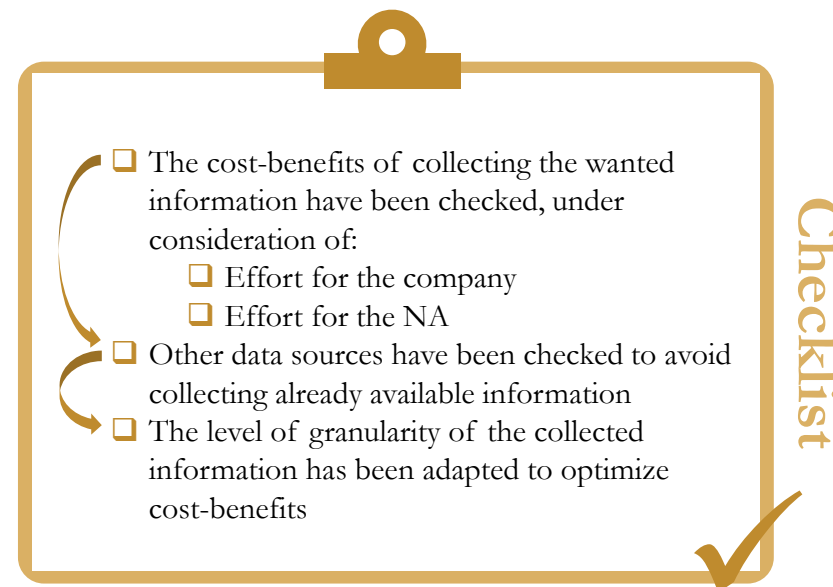 ❑ The cost-benefits of collecting the wanted
information have been checked, under
consideration of:
❑ Effort for the company
❑ Effort for the NA
❑ Other data sources have been checked to avoid
collecting already available information
❑ The level of granularity of the collected
information has been adapted to optimize
cost-benefits
Checklist